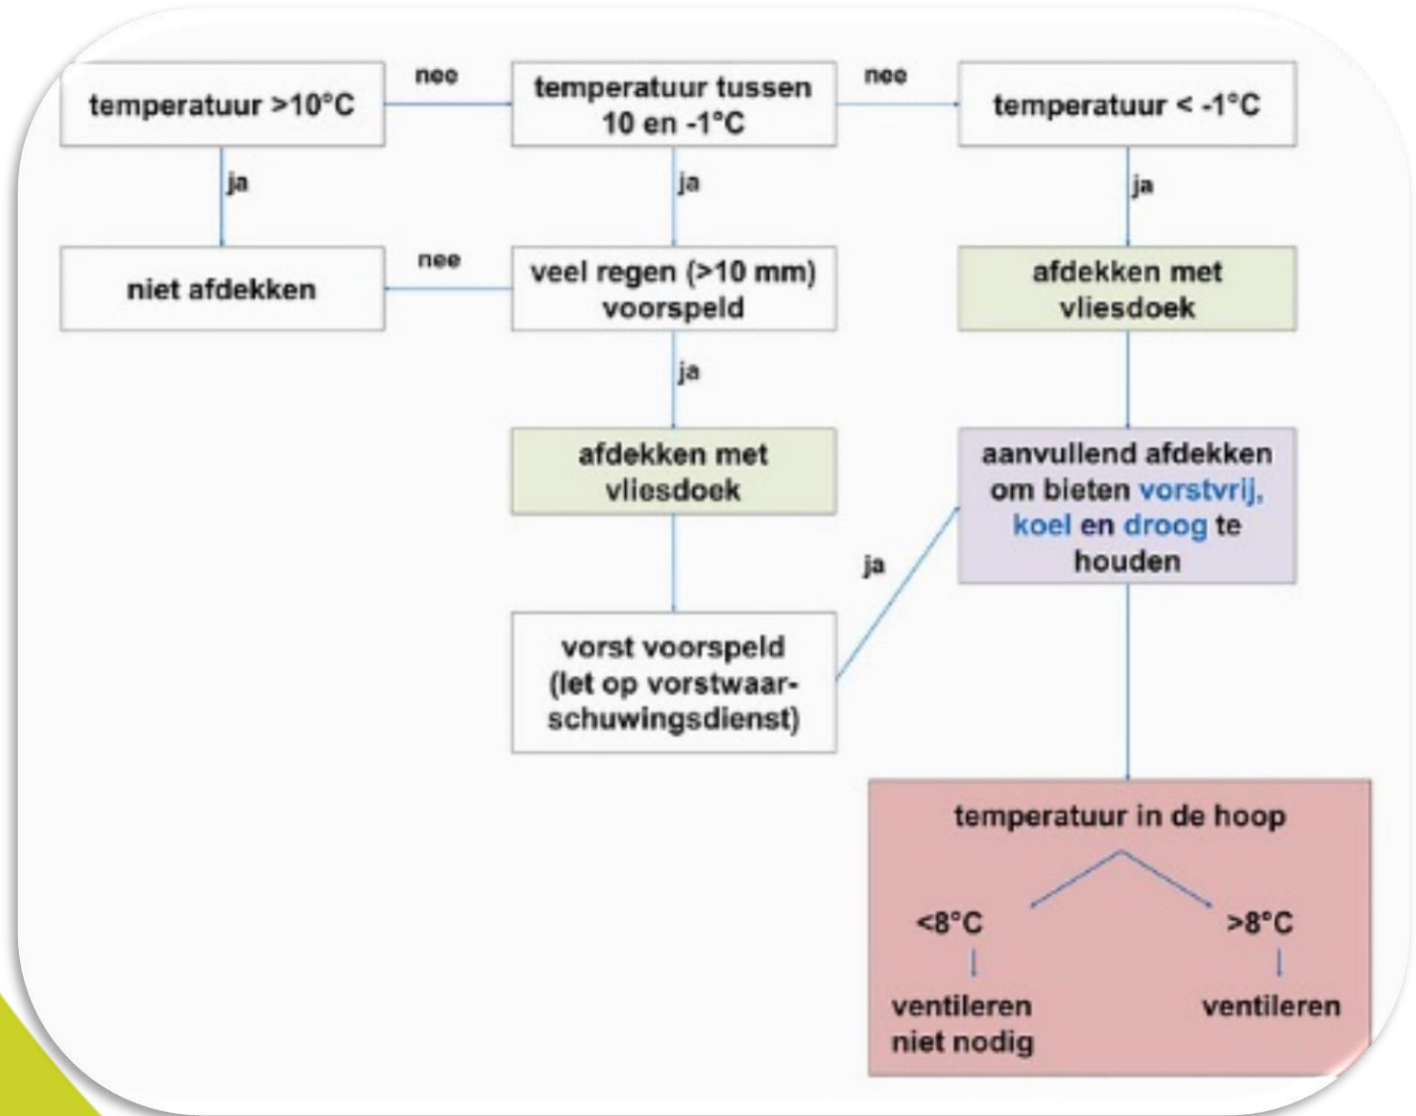 nee
nee
temperatuur >10°C
temperatuur tussen
10 en -1°C
temperatuur < -1°C
ja
ja
ja
niet afdekken
nee
veel regen (>10 mm)
voorspeld
afdekken met
vliesdoek
ja
afdekken met
vliesdoek
aanvullend afdekken
om bieten vorstvrij,
koel en droog te
houden
ja
vorst voorspeld
(let op vorstwaar-
schuwingsdienst)
temperatuur in de hoop
<8°C
>8°C
ventileren
niet nodig
ventileren